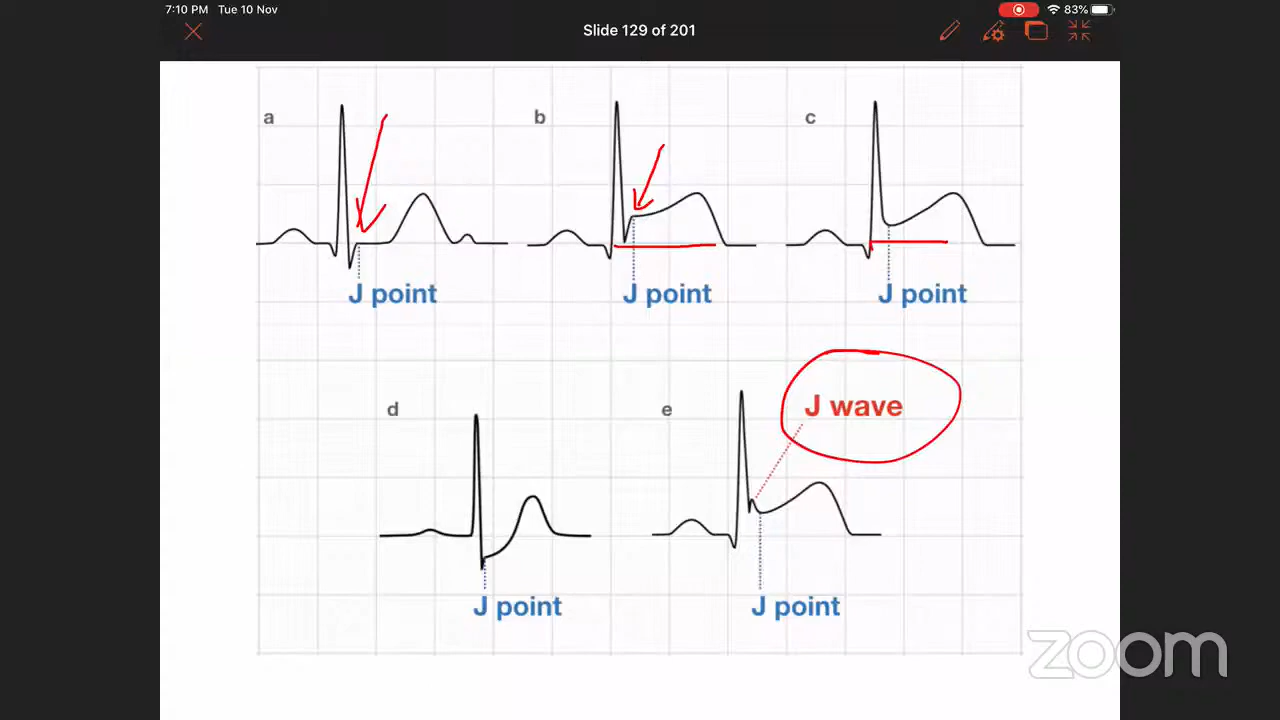 7:10 PM Tue 10 Nov
83%
Slide 129 of 201
a
b
c
J point
J point
J point
d
e
J wave
J point
J point
zoom